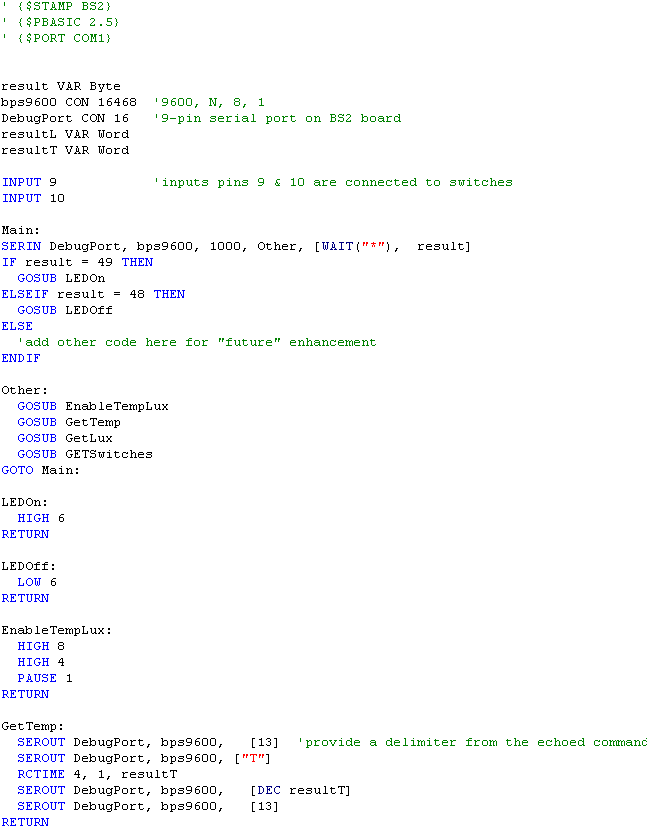 ' {$STAMP BS2}
' {$PBASIC 2.5}
' {$PORT COM1}
result VAR Byte
bps9600 CON 16468  '9600, N, 8, 1
DebugPort CON 16   '9-pin serial port on BS2 board
resultL VAR Word
resultT VAR Word
INPUT 9            'inputs pins 9 & 10 are connected to switches
INPUT 10
Main:
SERIN DebugPort, bps9600, 1000, Other, [WAIT("*"),  result]
IF result = 49 THEN
  GOSUB LEDOn
ELSEIF result = 48 THEN
  GOSUB LEDOff
ELSE
  'add other code here for "future" enhancement
ENDIF
Other:
  GOSUB EnableTempLux
  GOSUB GetTemp
  GOSUB GetLux
  GOSUB GETSwitches
GOTO Main:
LEDOn:
  HIGH 6
RETURN
LEDOff:
  LOW 6
RETURN
EnableTempLux:
  HIGH 8
  HIGH 4
  PAUSE 1
RETURN
GetTemp:
  SEROUT DebugPort, bps9600,   [13]  'provide a delimiter from the echoed command
  SEROUT DebugPort, bps9600, ["T"]
  RCTIME 4, 1, resultT
  SEROUT DebugPort, bps9600,   [DEC resultT]
  SEROUT DebugPort, bps9600,   [13]
RETURN